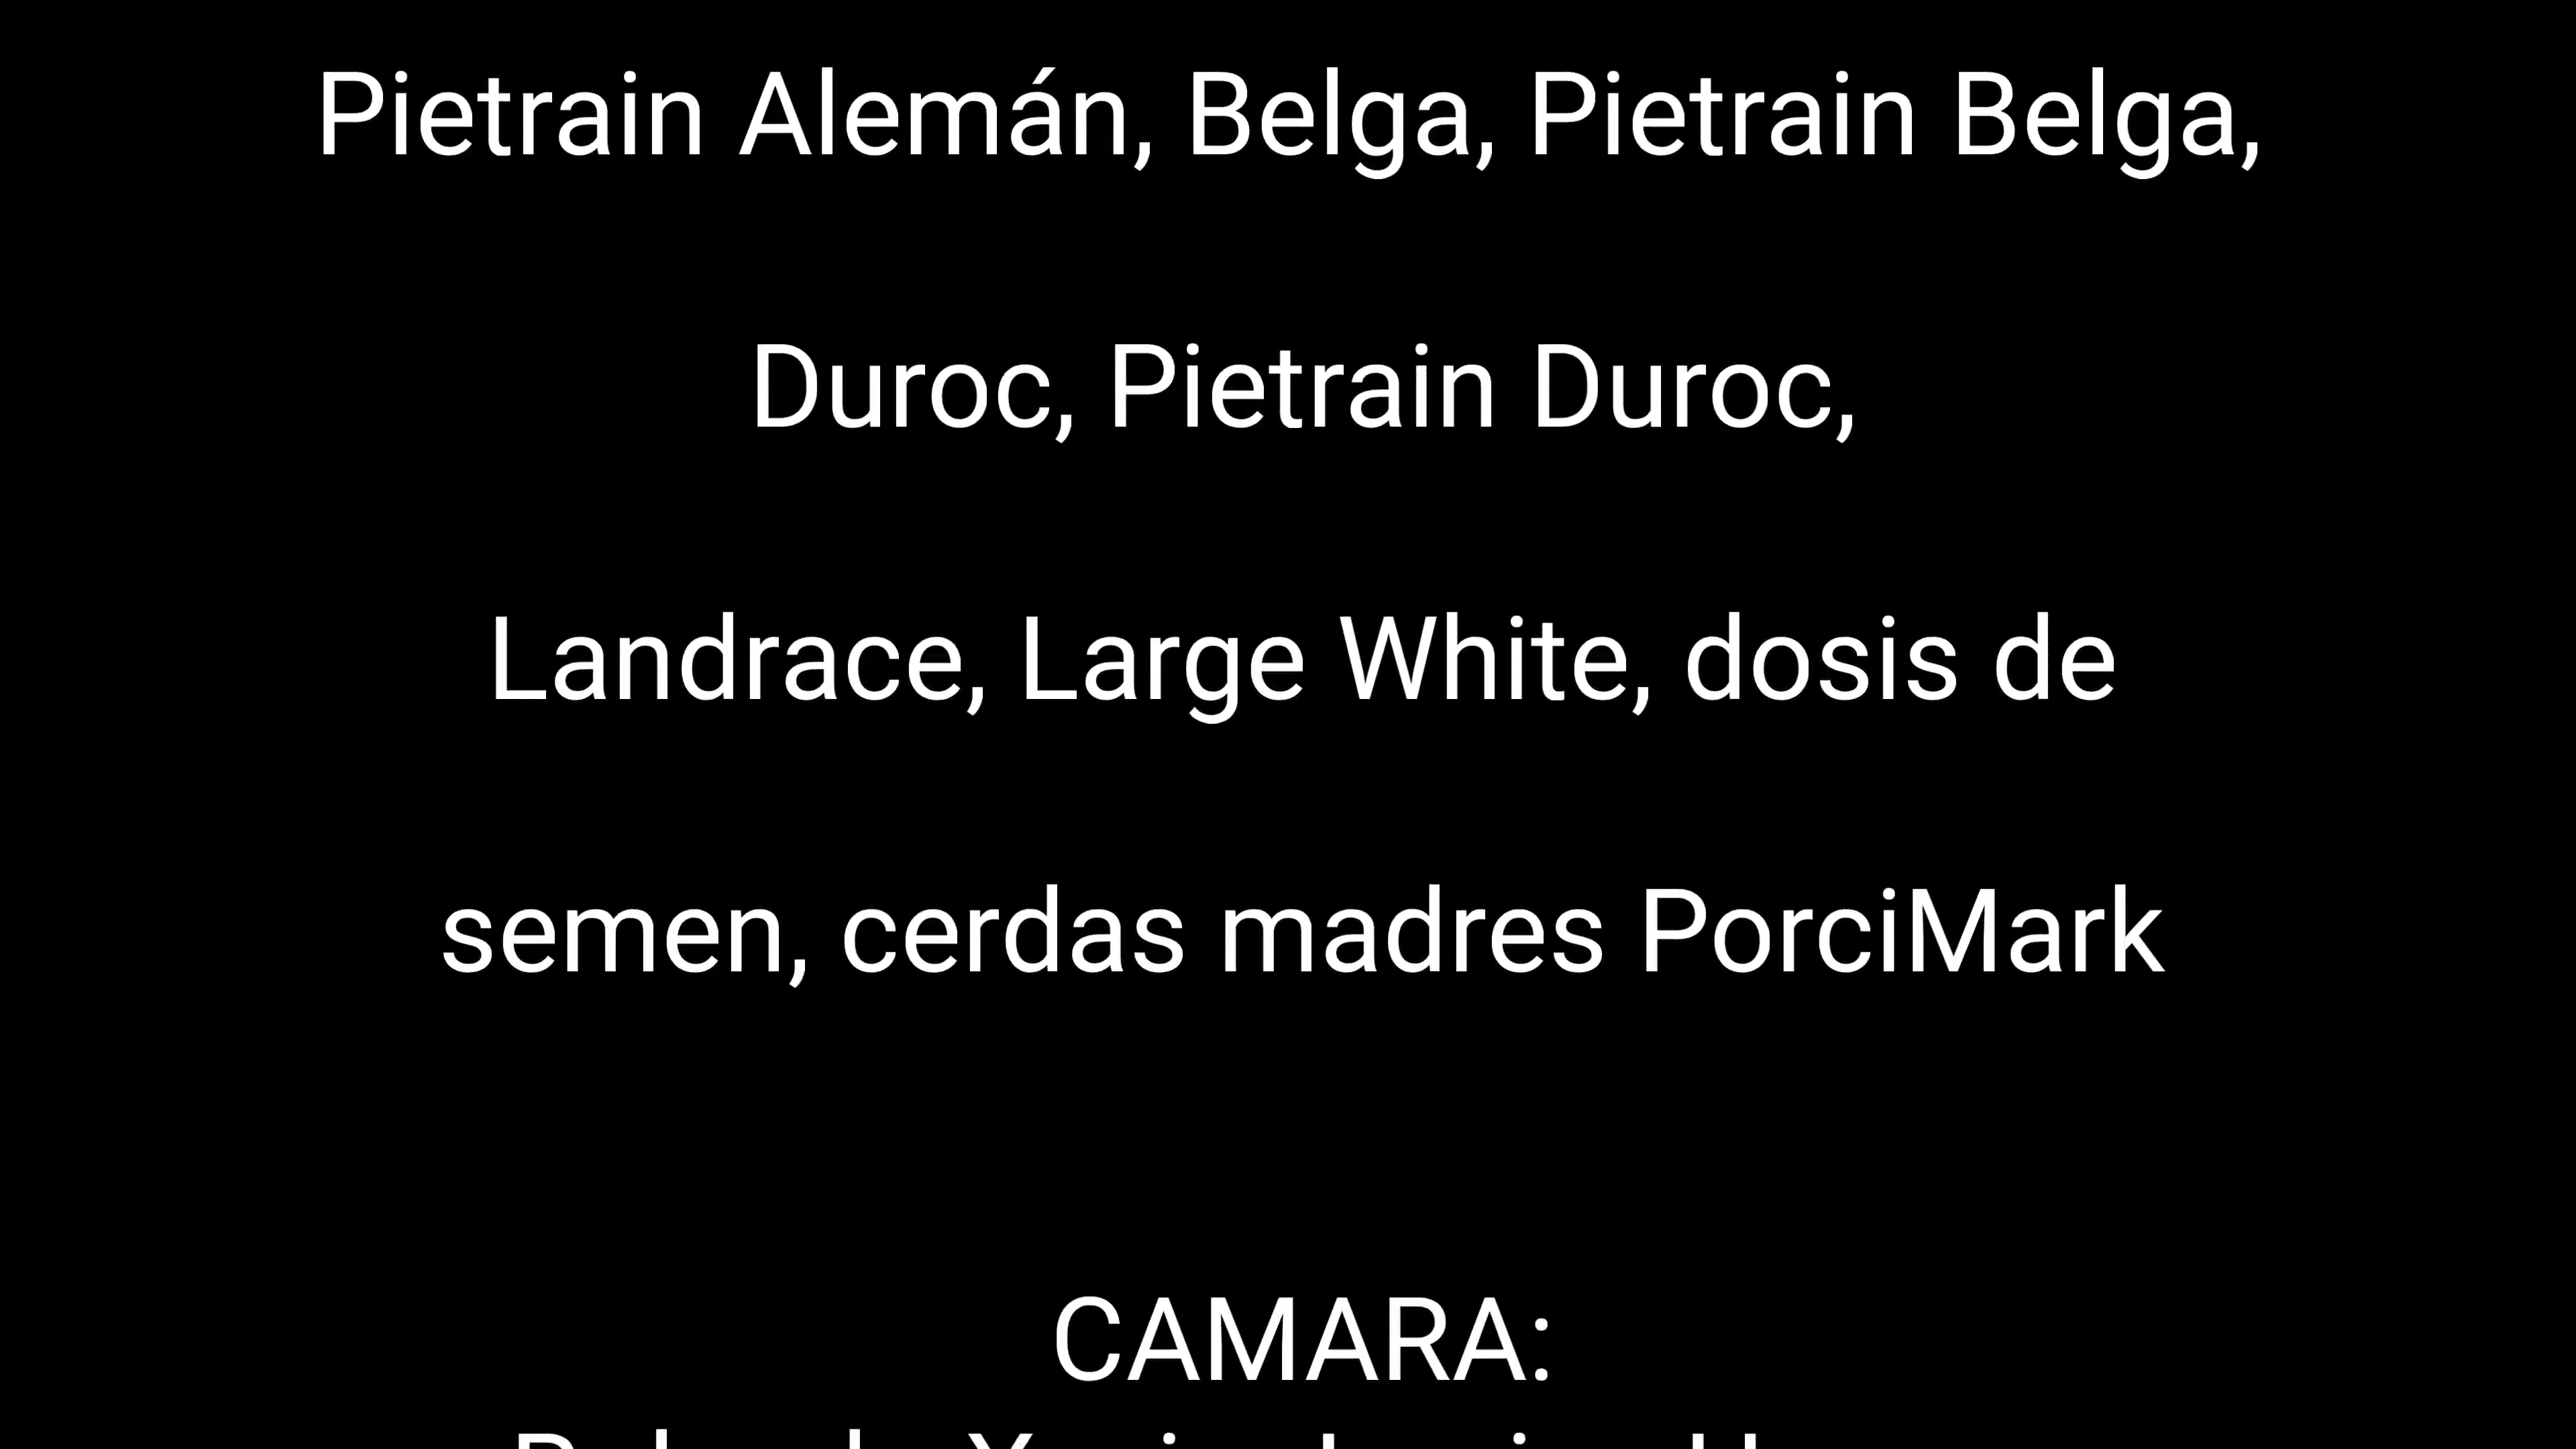 Pietrain Alemán, Belga, Pietrain Belga,
Duroc, Pietrain Duroc,
Landrace, Large White, dosis de
semen, cerdas madres PorciMark
CAMARA: